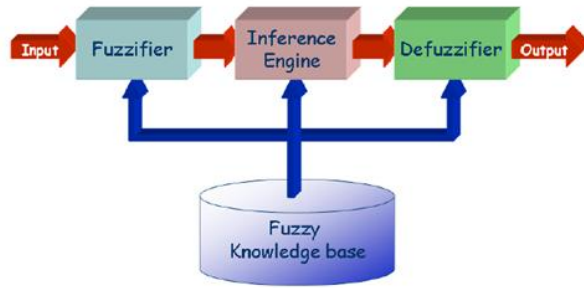 Input
Fuzzifier
Inference
Engine
Defuzzifier
Output
Fuzzy
Knowledge base